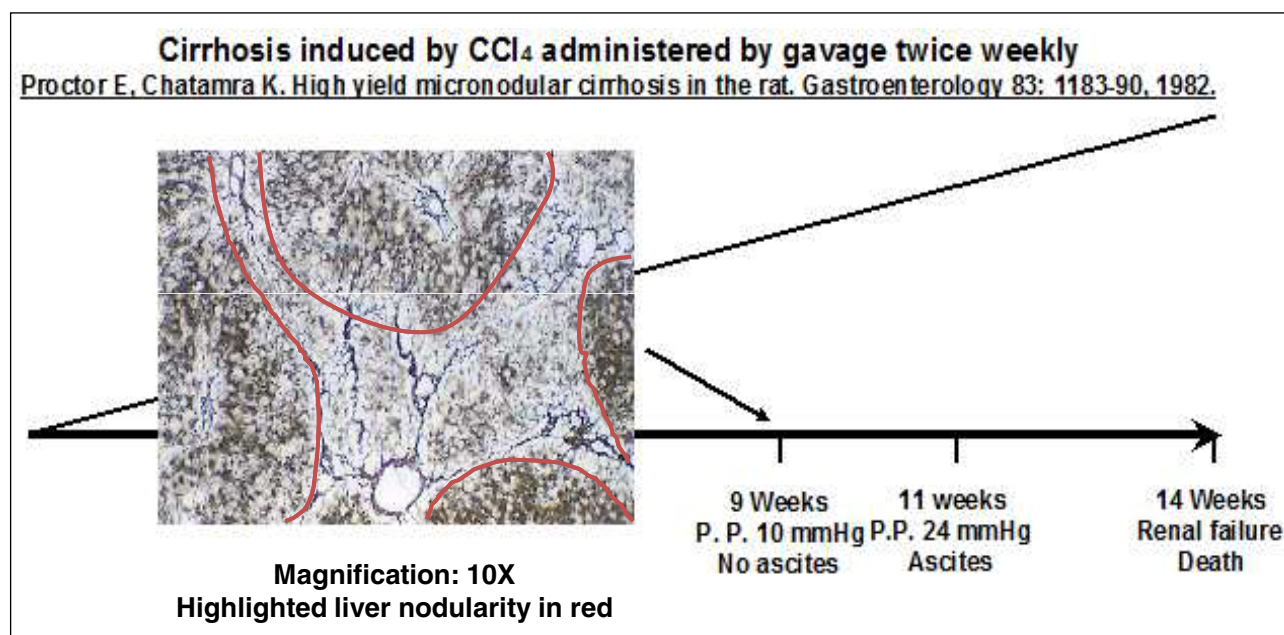 Cirrhosis induced by CCl₄ administered by gavage twice weekly
Proctor E, Chatamra K. High yield micronodular cirrhosis in the rat. Gastroenterology 83: 1183-90, 1982.
9 Weeks
P. P. 10 mmHg
No ascites
11 weeks
P.P. 24 mmHg
Ascites
14 Weeks
Renal failure
Death
Magnification: 10X
Highlighted liver nodularity in red